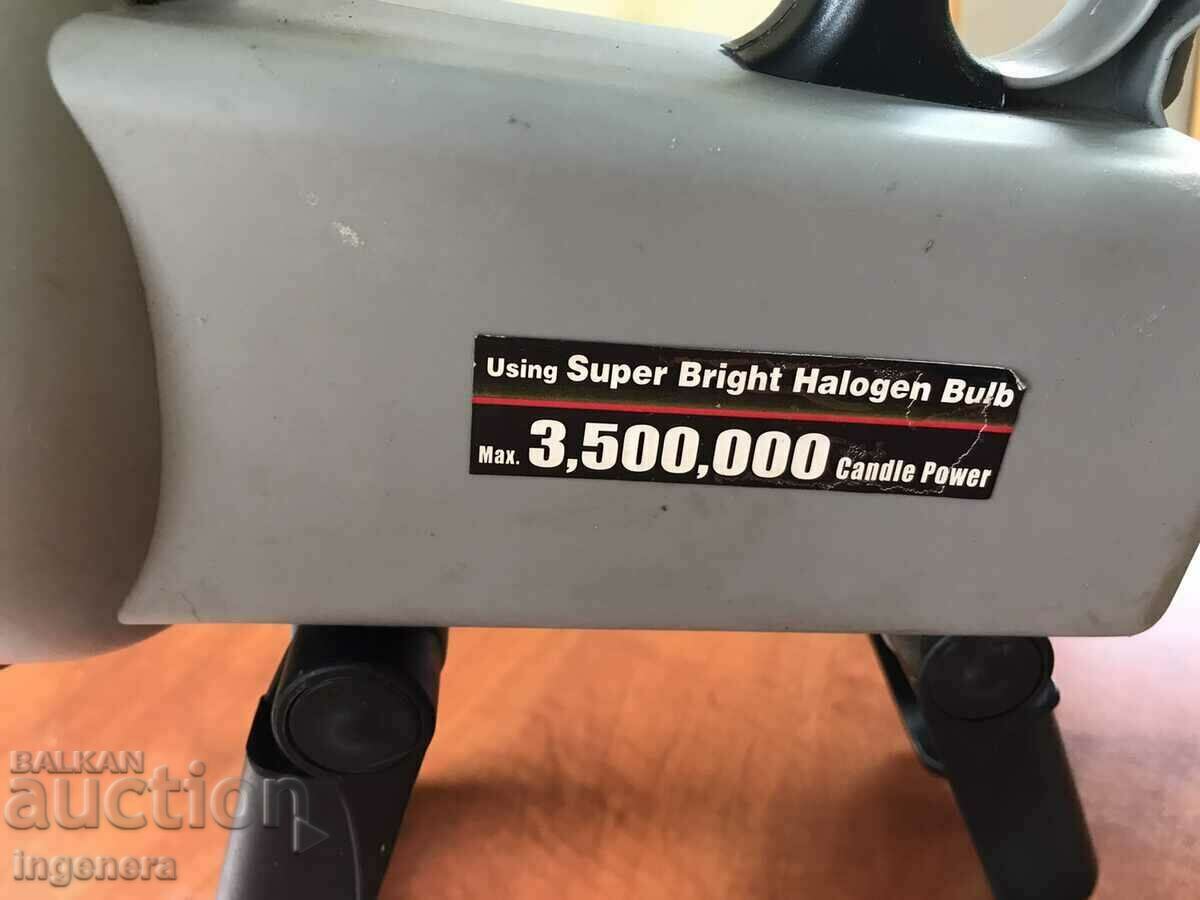 Using Super Bright Halogen Bulb
Max. 3,500,000 Candle Power
BALKAN
auction
ingenera